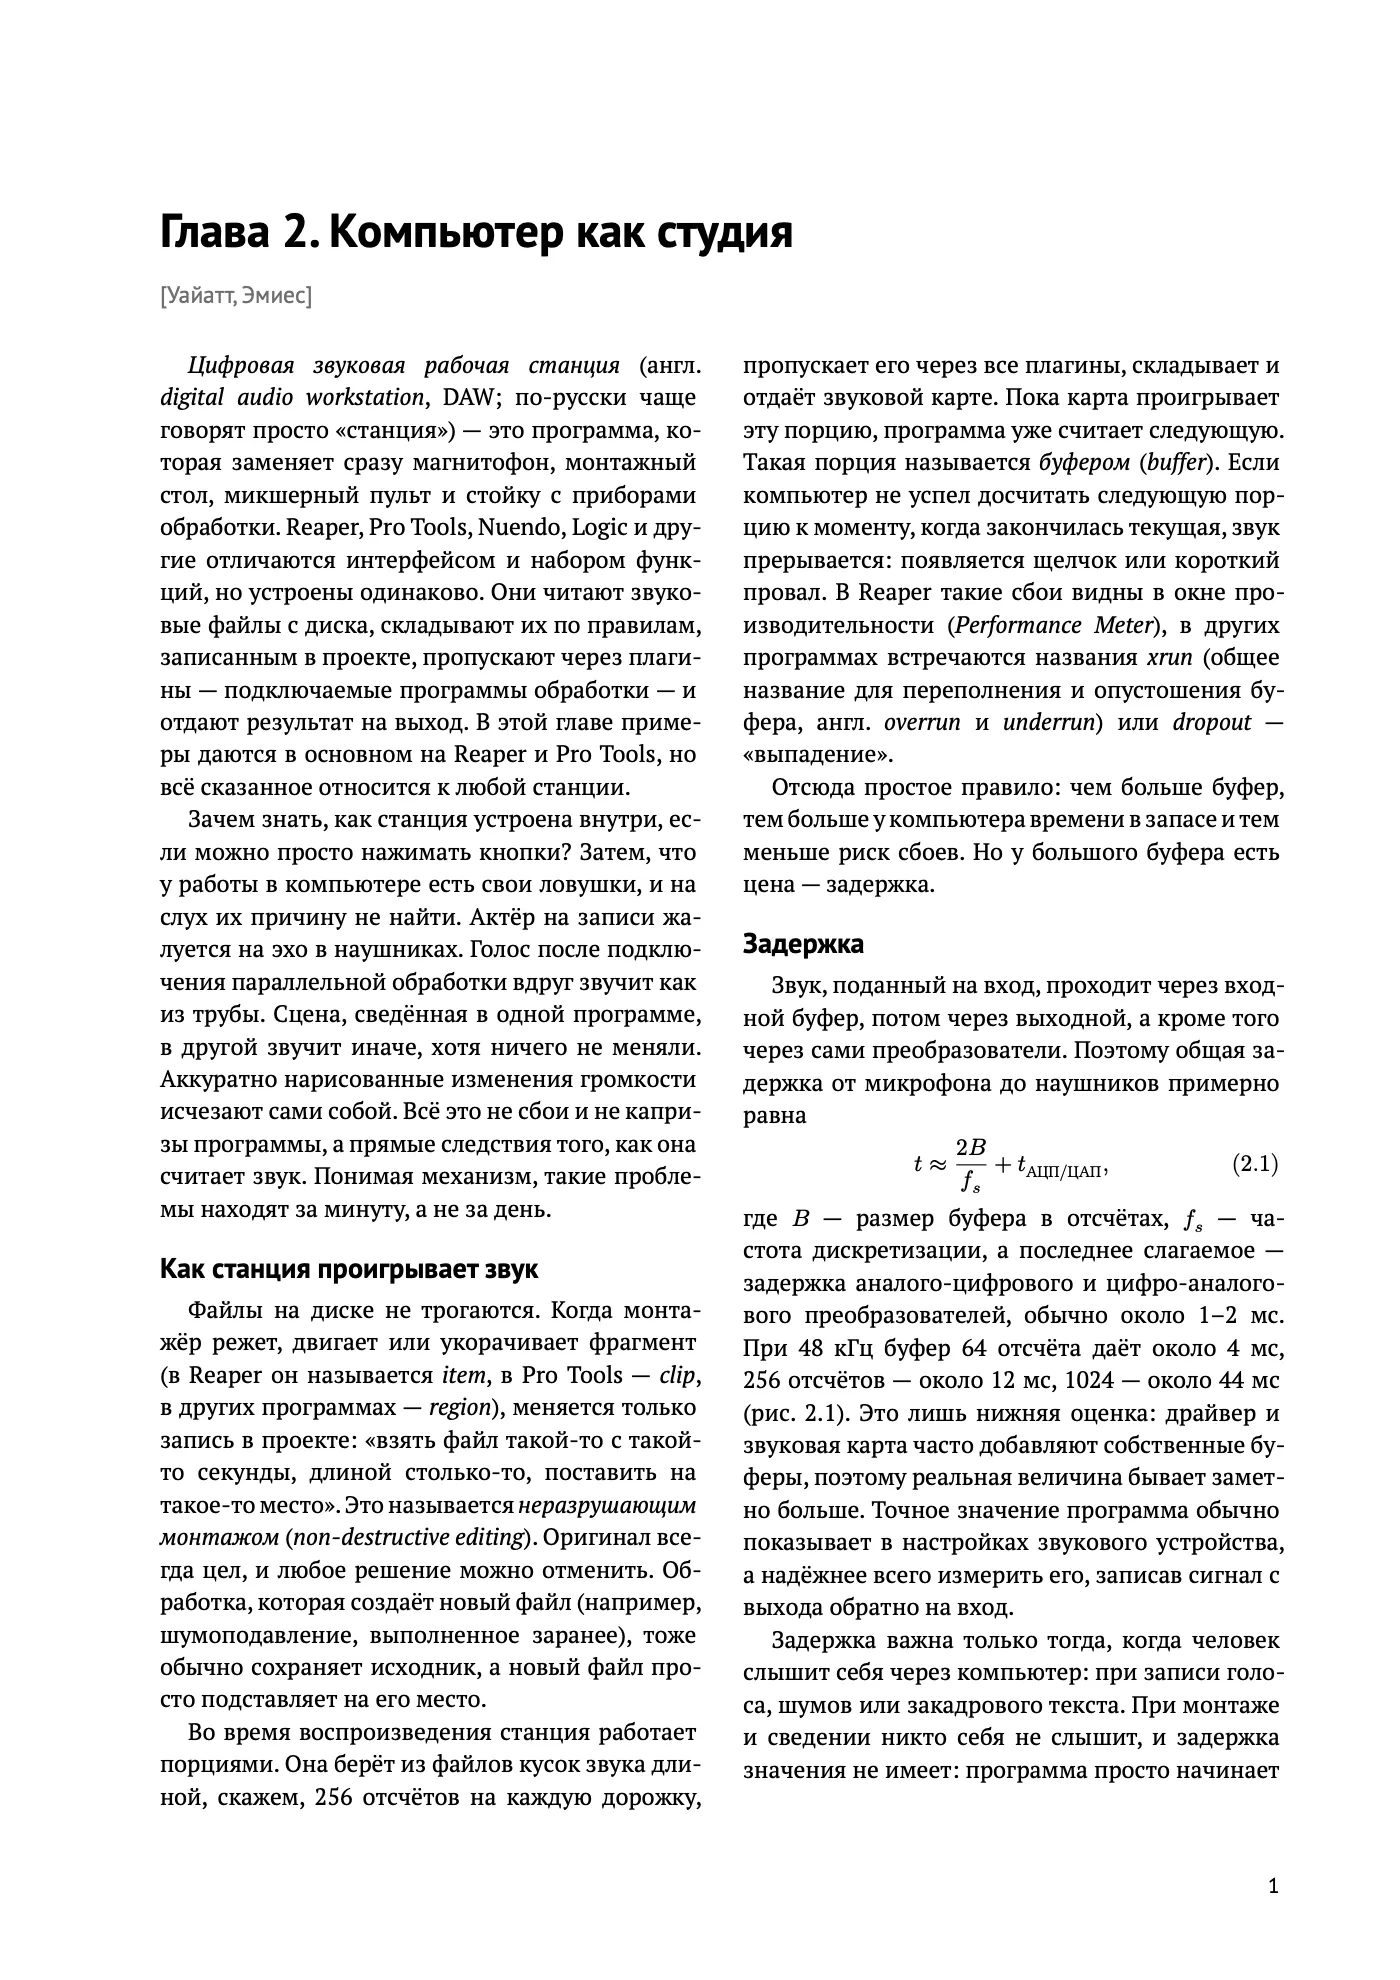 Глава 2. Компьютер как студия
[Уайатт, Эмиес]
Цифровая звуковая рабочая станция (англ.
digital audio workstation, DAW; по-русски чаще
говорят просто «станция») — это программа, ко-
торая заменяет сразу магнитофон, монтажный
стол, микшерный пульт и стойку с приборами
обработки. Reaper, Pro Tools, Nuendo, Logic и дру-
гие отличаются интерфейсом и набором функ-
ций, но устроены одинаково. Они читают звуко-
вые файлы с диска, складывают их по правилам,
записанным в проекте, пропускают через плаги-
ны — подключаемые программы обработки — и
отдают результат на выход. В этой главе приме-
ры даются в основном на Reaper и Pro Tools, но
всё сказанное относится к любой станции.
Зачем знать, как станция устроена внутри, ес-
ли можно просто нажимать кнопки? Затем, что
у работы в компьютере есть свои ловушки, и на
слух их причину не найти. Актёр на записи жа-
луется на эхо в наушниках. Голос после подклю-
чения параллельной обработки вдруг звучит как
из трубы. Сцена, сведённая в одной программе,
в другой звучит иначе, хотя ничего не меняли.
Аккуратно нарисованные изменения громкости
исчезают сами собой. Всё это не сбои и не капри-
зы программы, а прямые следствия того, как она
считает звук. Понимая механизм, такие пробле-
мы находят за минуту, а не за день.
Как станция проигрывает звук
Файлы на диске не трогаются. Когда монта-
жёр режет, двигает или укорачивает фрагмент
(в Reaper он называется item, в Pro Tools — clip,
в других программах — region), меняется только
запись в проекте: «взять файл такой-то с такой-
то секунды, длиной столько-то, поставить на
такое-то место». Это называется неразрушающим
монтажом (non-destructive editing). Оригинал все-
гда цел, и любое решение можно отменить. Об-
работка, которая создаёт новый файл (например,
шумоподавление, выполненное заранее), тоже
обычно сохраняет исходник, а новый файл про-
сто подставляет на его место.
Во время воспроизведения станция работает
порциями. Она берёт из файлов кусок звука дли-
ной, скажем, 256 отсчётов на каждую дорожку,
пропускает его через все плагины, складывает и
отдаёт звуковой карте. Пока карта проигрывает
эту порцию, программа уже считает следующую.
Такая порция называется буфером (buffer). Если
компьютер не успел досчитать следующую пор-
цию к моменту, когда закончилась текущая, звук
прерывается: появляется щелчок или короткий
провал. В Reaper такие сбои видны в окне про-
изводительности (Performance Meter), в других
программах встречаются названия xrun (общее
название для переполнения и опустошения бу-
фера, англ. overrun и underrun) или dropout —
«выпадение».
Отсюда простое правило: чем больше буфер,
тем больше у компьютера времени в запасе и тем
меньше риск сбоев. Но у большого буфера есть
цена — задержка.
Задержка
Звук, поданный на вход, проходит через вход-
ной буфер, потом через выходной, а кроме того
через сами преобразователи. Поэтому общая за-
держка от микрофона до наушников примерно
равна
t ≈ 2B/f_s + t_АЦП/ЦАП, (2.1)
где B — размер буфера в отсчётах, f_s — ча-
стота дискретизации, а последнее слагаемое —
задержка аналого-цифрового и цифро-аналого-
вого преобразователей, обычно около 1–2 мс.
При 48 кГц буфер 64 отсчёта даёт около 4 мс,
256 отсчётов — около 12 мс, 1024 — около 44 мс
(рис. 2.1). Это лишь нижняя оценка: драйвер и
звуковая карта часто добавляют собственные бу-
феры, поэтому реальная величина бывает замет-
но больше. Точное значение программа обычно
показывает в настройках звукового устройства,
а надёжнее всего измерить его, записав сигнал с
выхода обратно на вход.
Задержка важна только тогда, когда человек
слышит себя через компьютер: при записи голо-
са, шумов или закадрового текста. При монтаже
и сведении никто себя не слышит, и задержка
значения не имеет: программа просто начинает
1